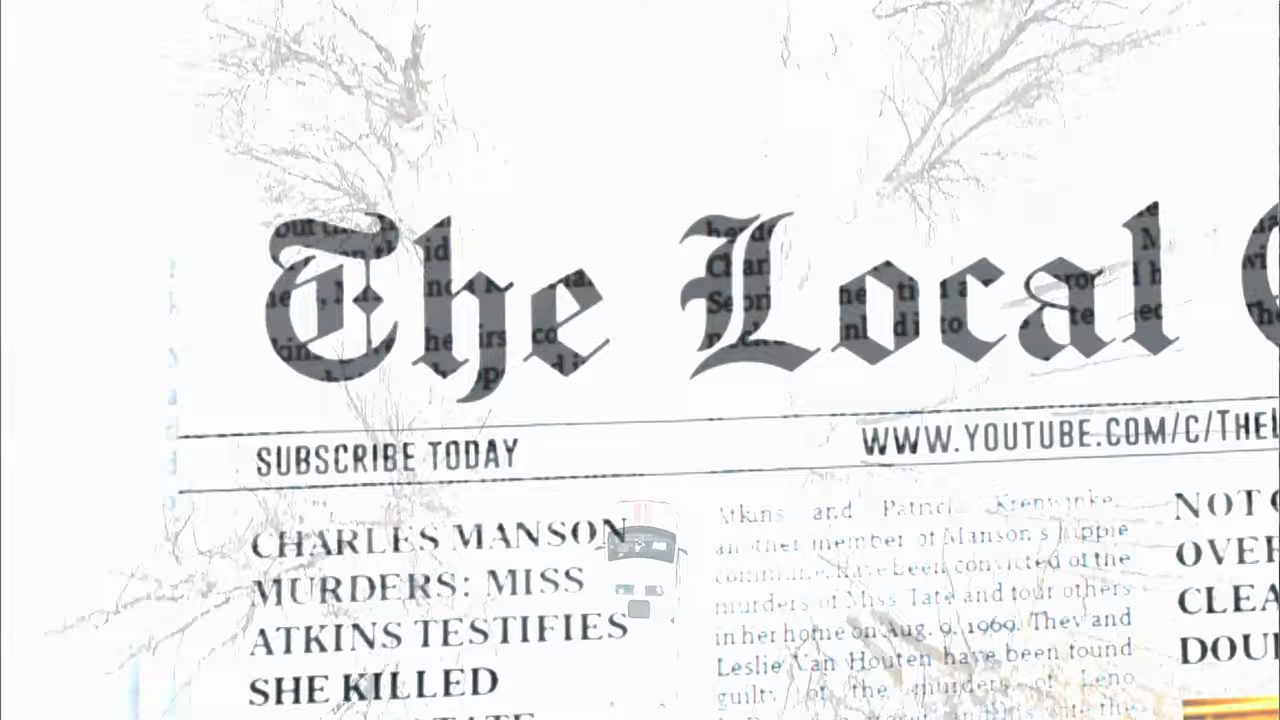 The Local
SUBSCRIBE TODAY
WWW.YOUTUBE.COM/C/THE
CHARLES MANSON
MURDERS: MISS
ATKINS TESTIFIES
SHE KILLED
Atkins and Patricia Krenwinkel,
another member of Manson's hippie
commune, have been convicted of the
murders of Miss Tate and four others
in her home on Aug. 9, 1969. They and
Leslie Van Houten have been found
guilty of the murders of Leno
NOT
OVER
CLEA
DOU